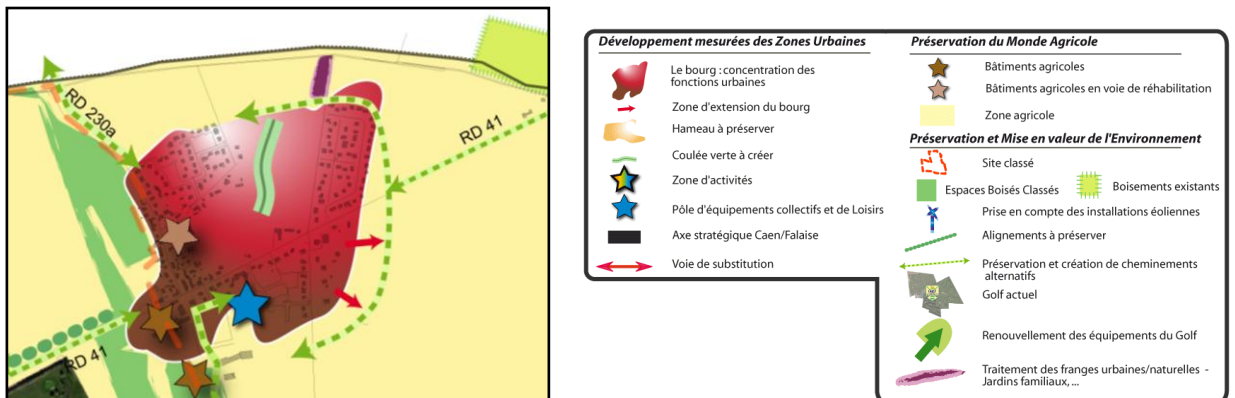 RD 230a
RD 41
RD 41
Développement mesurées des Zones Urbaines
Le bourg : concentration des
fonctions urbaines
Zone d'extension du bourg
Hameau à préserver
Coulée verte à créer
Zone d'activités
Pôle d'équipements collectifs et de Loisirs
Axe stratégique Caen/Falaise
Voie de substitution
Préservation du Monde Agricole
Bâtiments agricoles
Bâtiments agricoles en voie de réhabilitation
Zone agricole
Préservation et Mise en valeur de l'Environnement
Site classé
Espaces Boisés Classés
Boisements existants
Prise en compte des installations éoliennes
Alignements à préserver
Préservation et création de cheminements
alternatifs
Golf actuel
Renouvellement des équipements du Golf
Traitement des franges urbaines/naturelles -
Jardins familiaux, ...